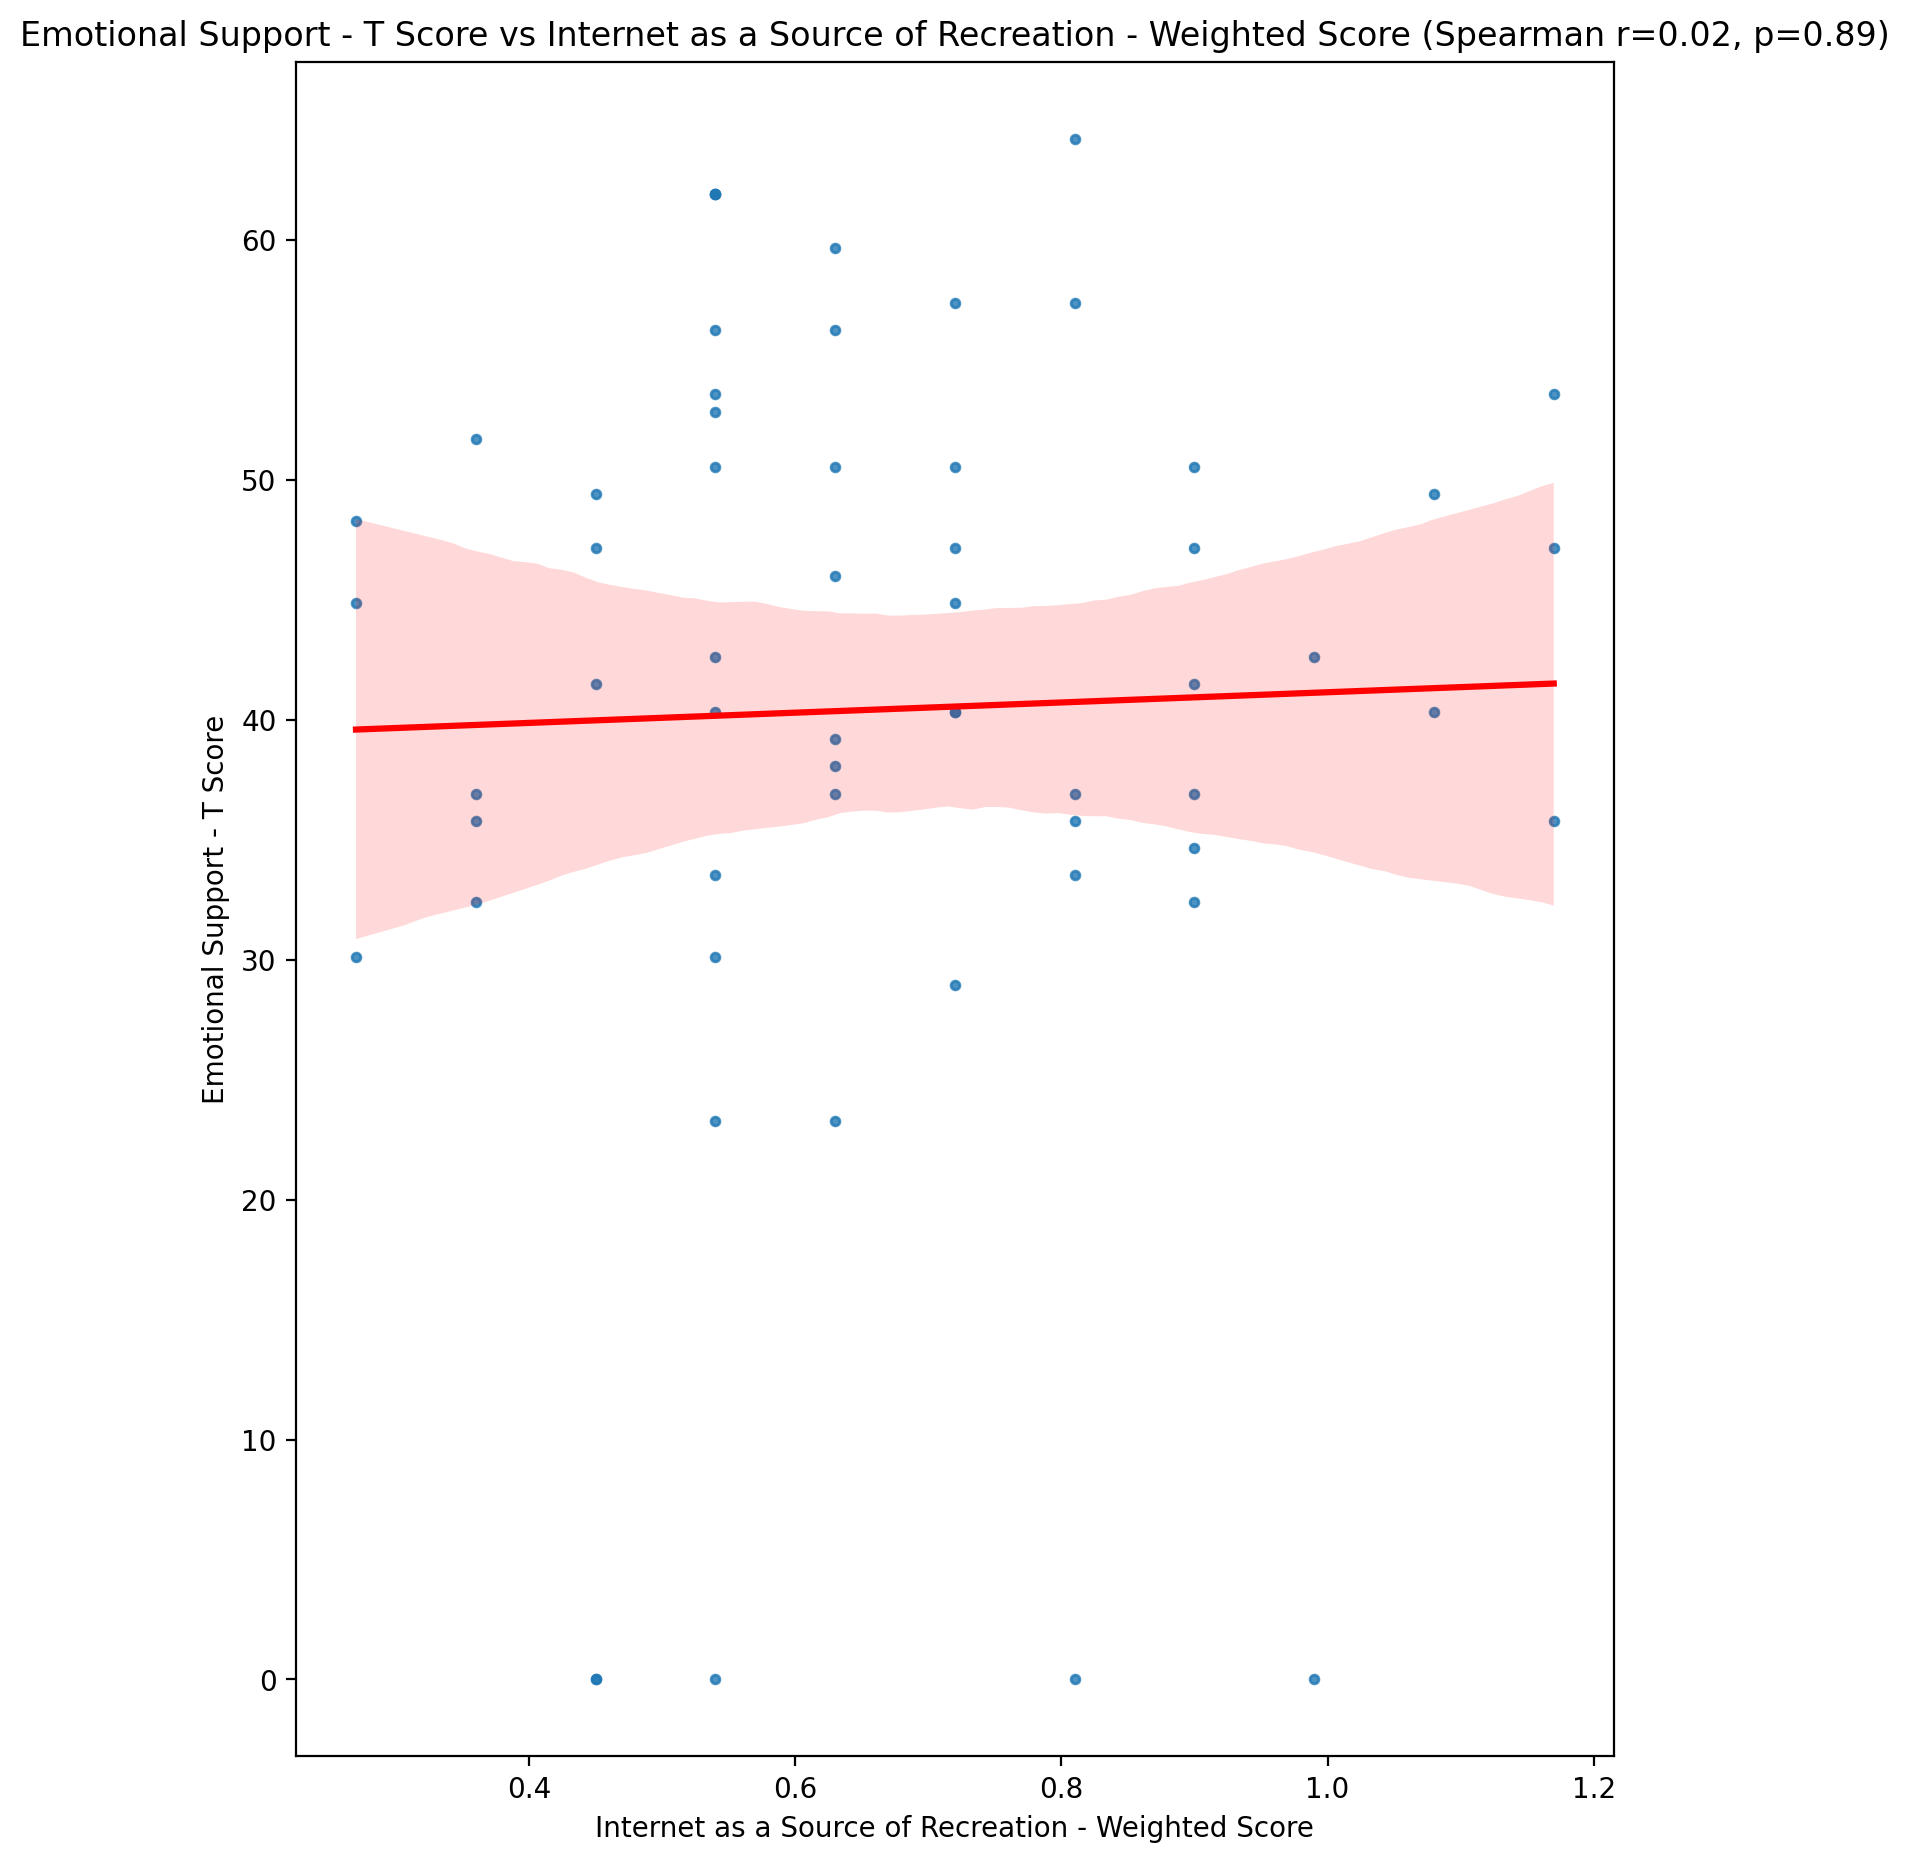 Emotional Support - T Score vs Internet as a Source of Recreation - Weighted Score (Spearman r=0.02, p=0.89)
Emotional Support - T Score
60
50
40
30
20
10
0
0.4 0.6 0.8 1.0 1.2
Internet as a Source of Recreation - Weighted Score